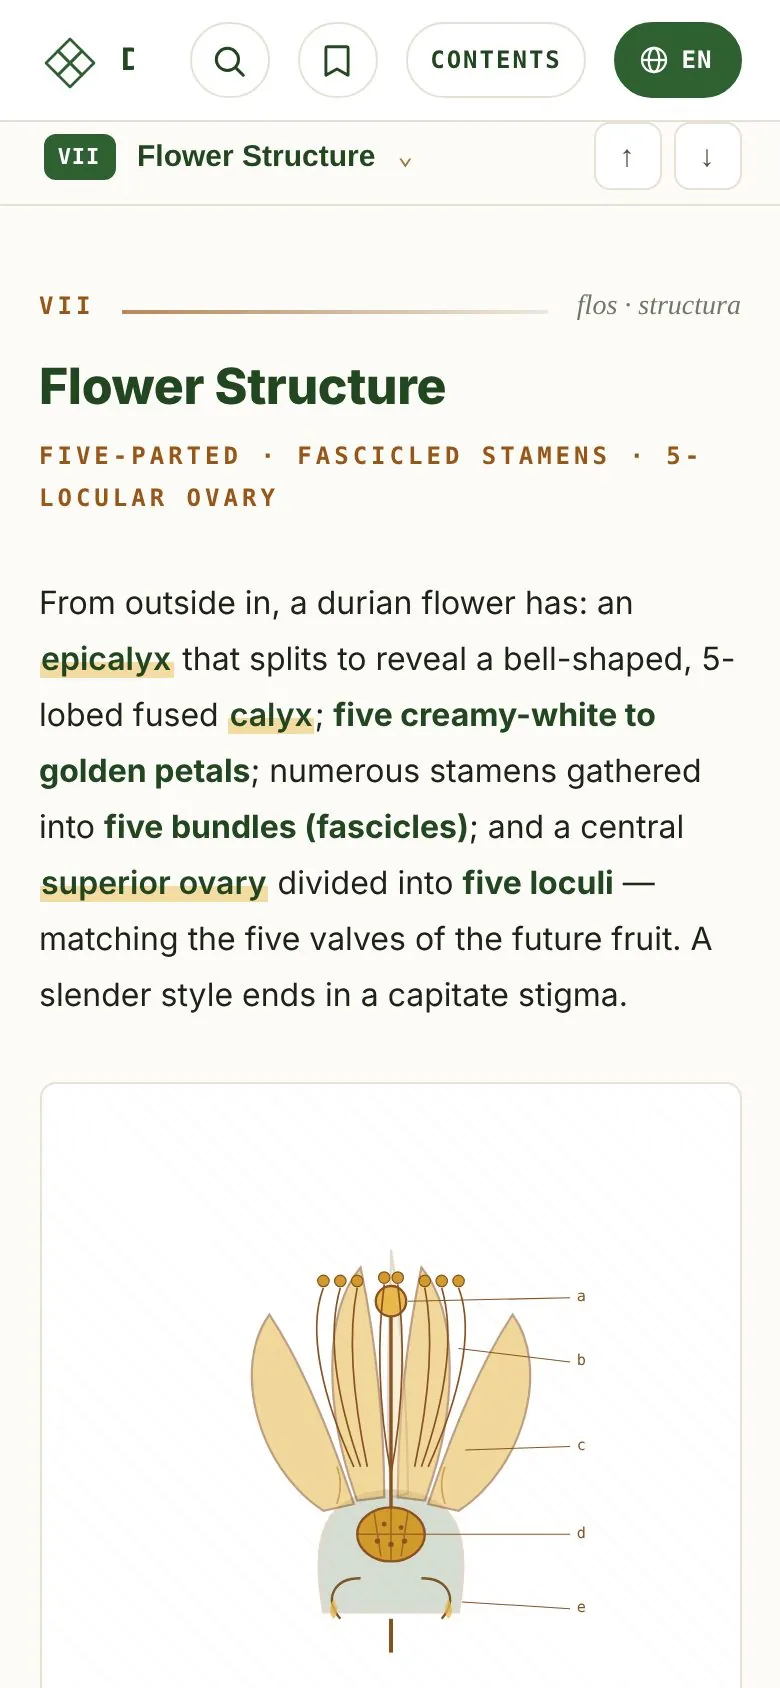 CONTENTS
EN
VII
Flower Structure
↑
↓
VII
flos · structura
Flower Structure
FIVE-PARTED · FASCICLED STAMENS · 5-
LOCULAR OVARY
From outside in, a durian flower has: an
epicalyx that splits to reveal a bell-shaped, 5-
lobed fused calyx; five creamy-white to
golden petals; numerous stamens gathered
into five bundles (fascicles); and a central
superior ovary divided into five loculi —
matching the five valves of the future fruit. A
slender style ends in a capitate stigma.
a
b
c
d
e